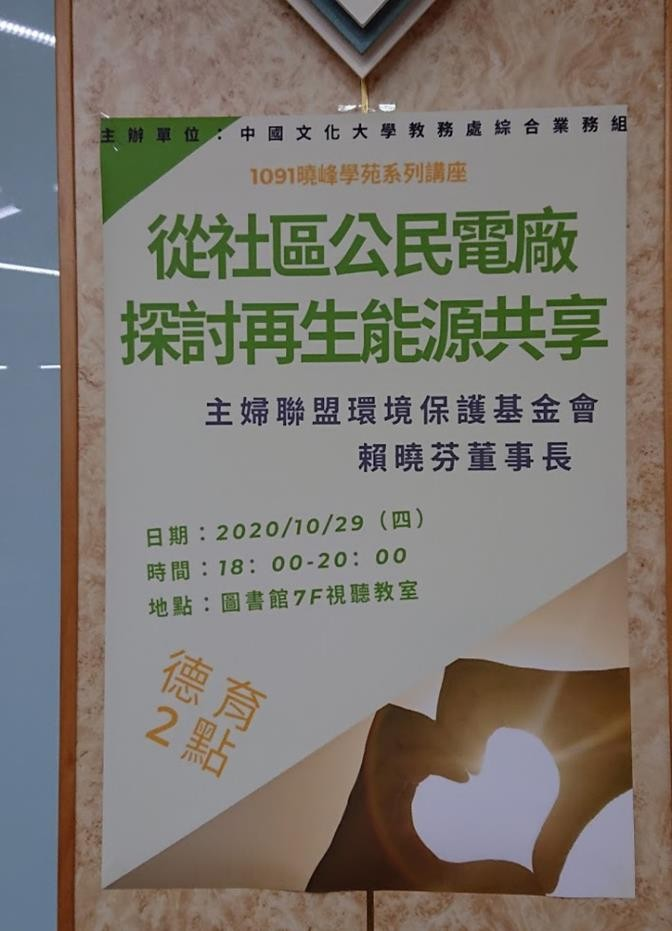 主辦單位：中國文化大學教務處綜合業務組
1091曉峰學苑系列講座
從社區公民電廠
探討再生能源共享
主婦聯盟環境保護基金會
賴曉芬董事長
日期：2020/10/29（四）
時間：18：00-20：00
地點：圖書館7F視聽教室
德育
2點